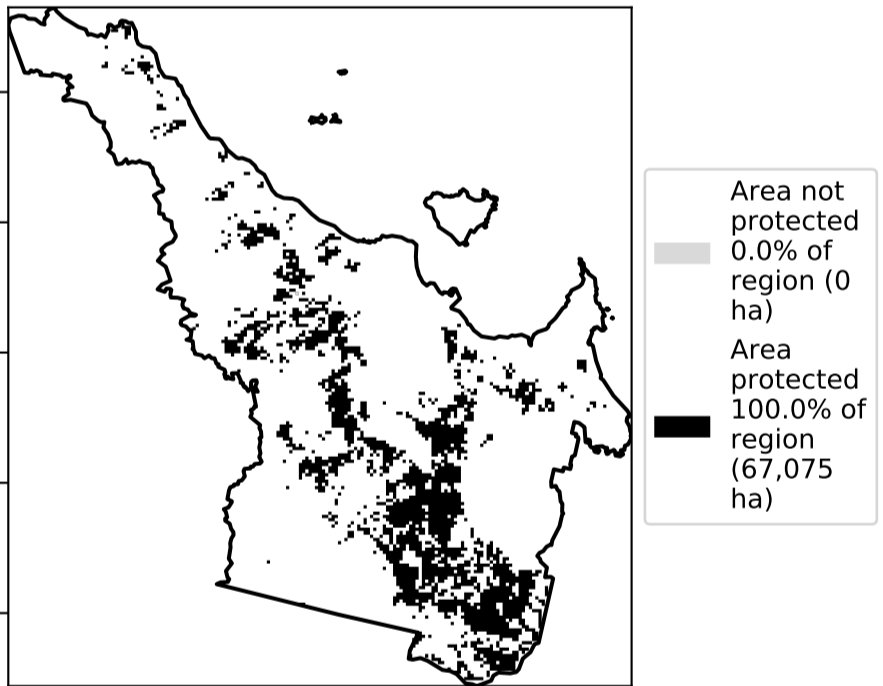 Area not
protected
0.0% of
region (0
ha)
Area
protected
100.0% of
region
(67,075
ha)